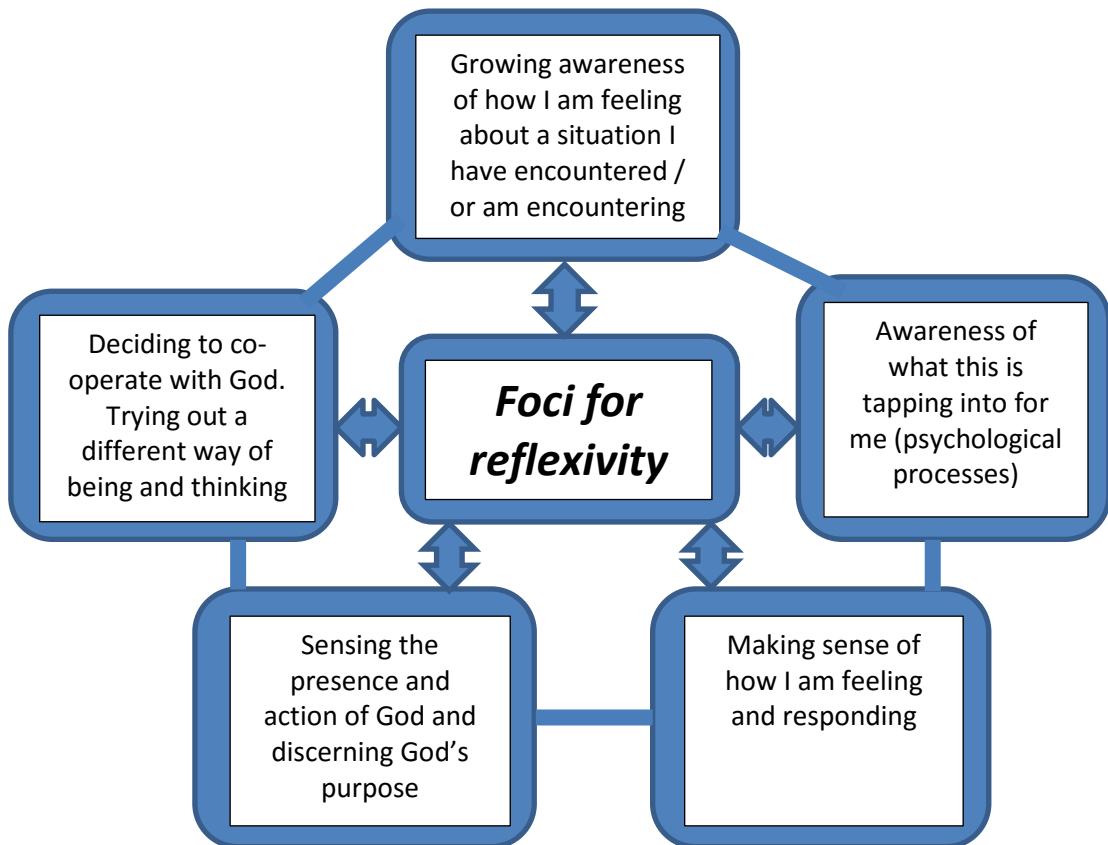 Growing awareness
of how I am feeling
about a situation I
have encountered /
or am encountering
Deciding to co-
operate with God.
Trying out a
different way of
being and thinking
Foci for
reflexivity
Awareness of
what this is
tapping into for
me (psychological
processes)
Sensing the
presence and
action of God and
discerning God’s
purpose
Making sense of
how I am feeling
and responding